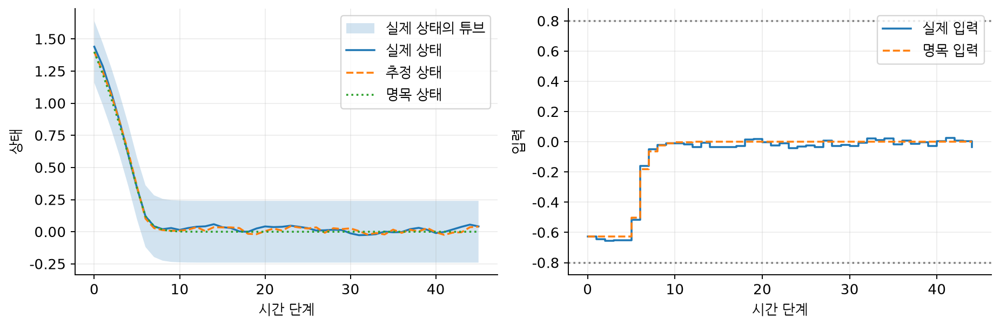 실제 상태의 튜브
실제 상태
추정 상태
명목 상태
1.50
1.25
1.00
0.75
0.50
0.25
0.00
-0.25
상태
0
10
20
30
40
시간 단계
실제 입력
명목 입력
0.8
0.6
0.4
0.2
0.0
-0.2
-0.4
-0.6
-0.8
입력
0
10
20
30
40
시간 단계